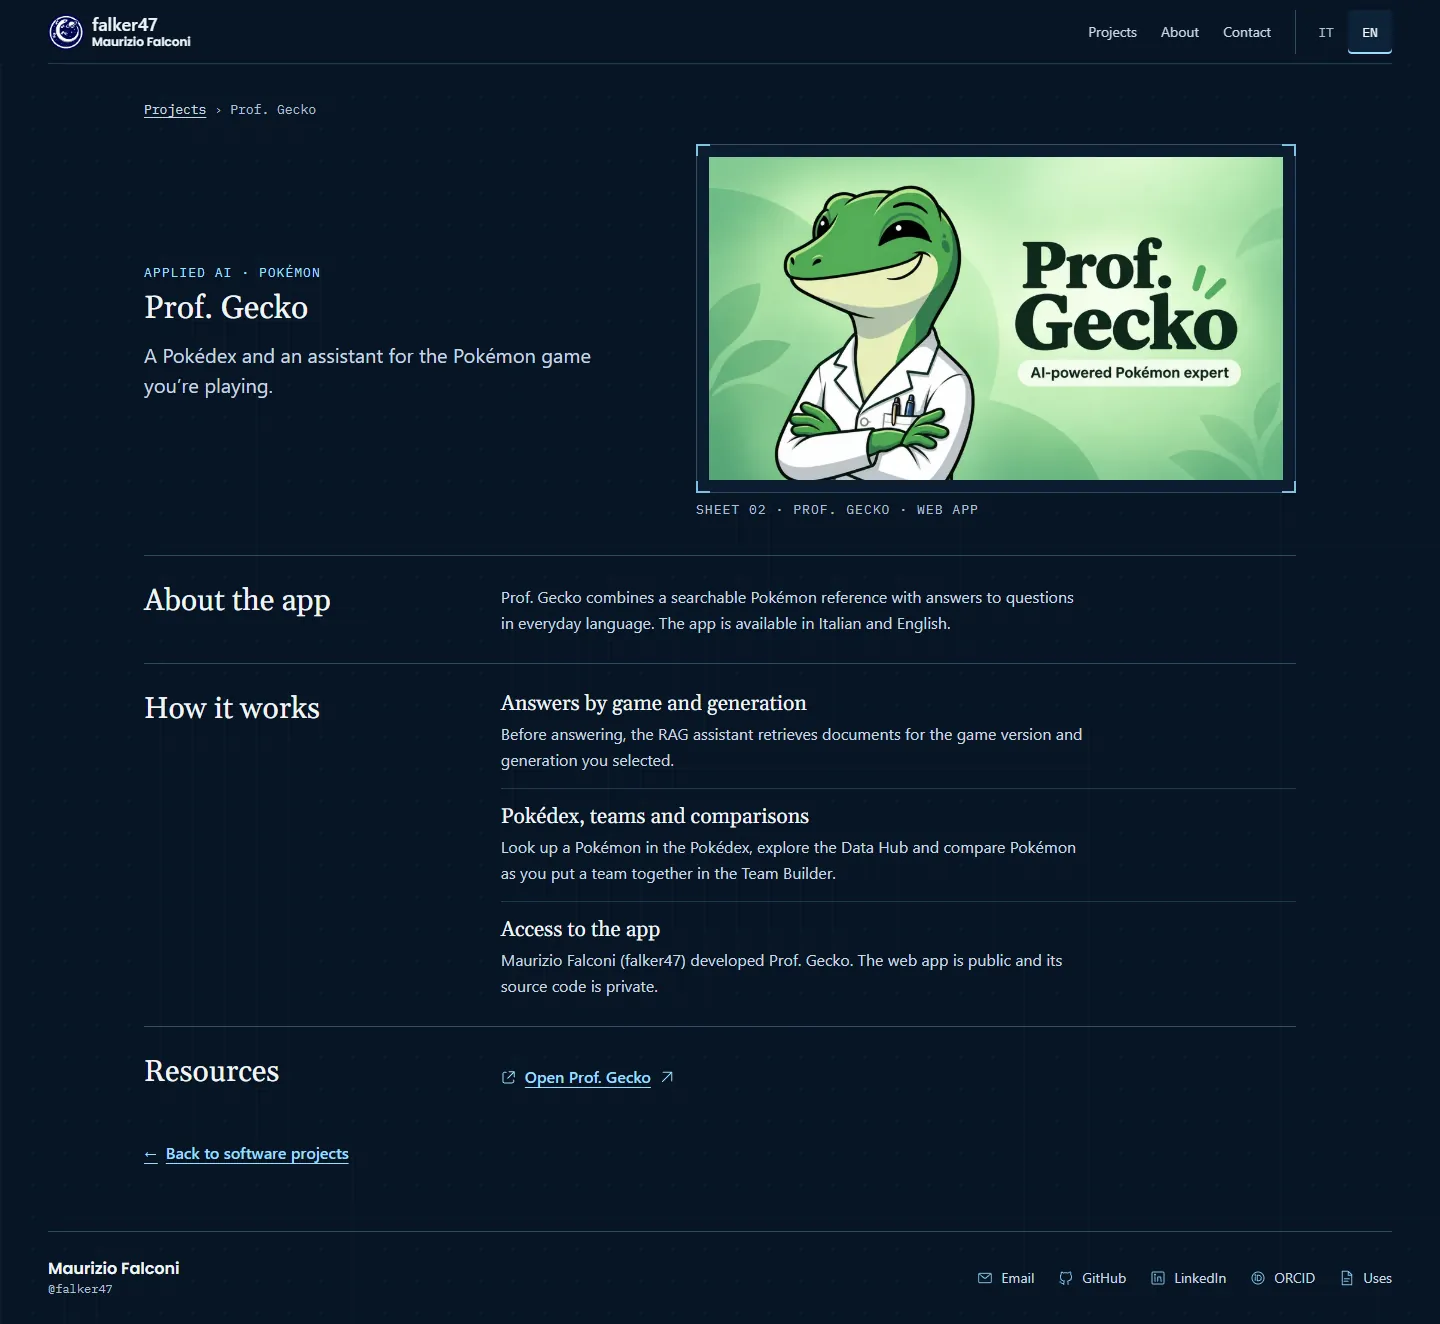 falker47
Maurizio Falconi
Projects
About
Contact
IT
EN
Projects › Prof. Gecko
APPLIED AI · POKÉMON
Prof. Gecko
A Pokédex and an assistant for the Pokémon game
you’re playing.
Prof.
Gecko
AI-powered Pokémon expert
SHEET 02 · PROF. GECKO · WEB APP
About the app
Prof. Gecko combines a searchable Pokémon reference with answers to questions
in everyday language. The app is available in Italian and English.
How it works
Answers by game and generation
Before answering, the RAG assistant retrieves documents for the game version and
generation you selected.
Pokédex, teams and comparisons
Look up a Pokémon in the Pokédex, explore the Data Hub and compare Pokémon
as you put a team together in the Team Builder.
Access to the app
Maurizio Falconi (falker47) developed Prof. Gecko. The web app is public and its
source code is private.
Resources
Open Prof. Gecko ↗
← Back to software projects
Maurizio Falconi
@falker47
Email
GitHub
LinkedIn
ORCID
Uses